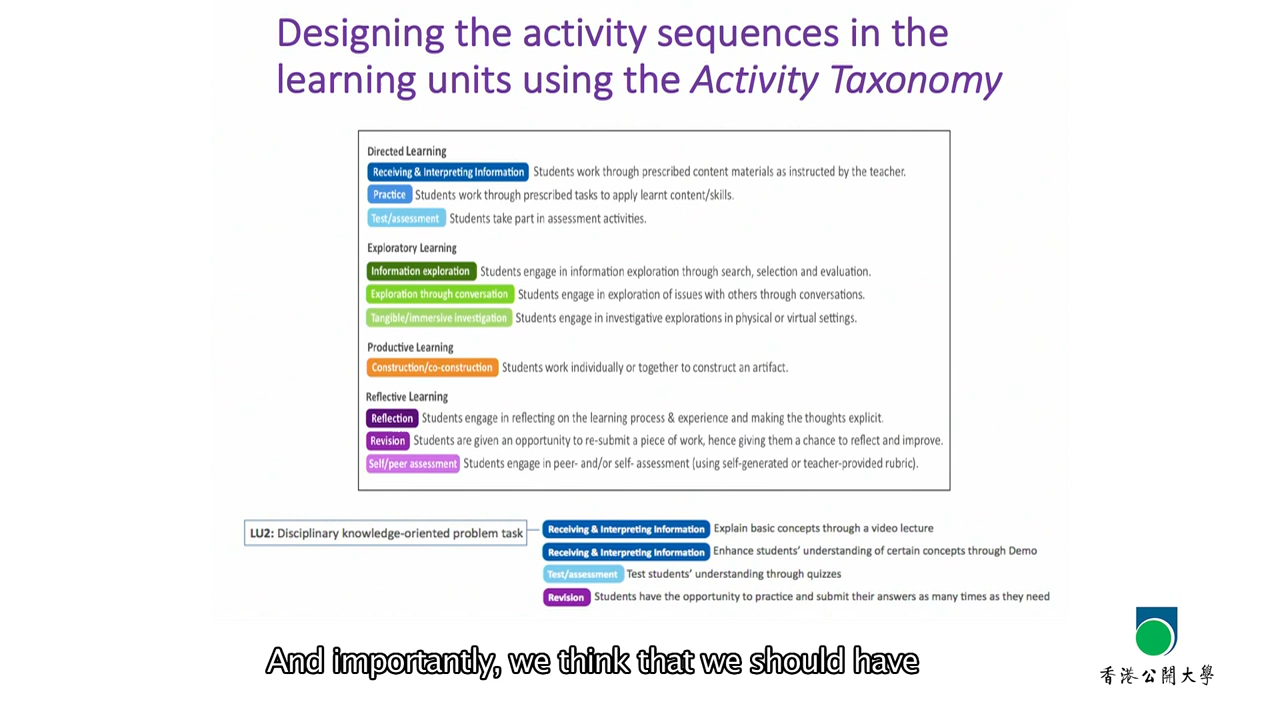 Designing the activity sequences in the
learning units using the Activity Taxonomy
Directed Learning
Receiving & Interpreting Information Students work through prescribed content materials as instructed by the teacher.
Practice Students work through prescribed tasks to apply learnt content/skills.
Test/assessment Students take part in assessment activities.
Exploratory Learning
Information exploration Students engage in information exploration through search, selection and evaluation.
Exploration through conversation Students engage in exploration of issues with others through conversations.
Tangible/immersive investigation Students engage in investigative explorations in physical or virtual settings.
Productive Learning
Construction/co-construction Students work individually or together to construct an artifact.
Reflective Learning
Reflection Students engage in reflecting on the learning process & experience and making the thoughts explicit.
Revision Students are given an opportunity to re-submit a piece of work, hence giving them a chance to reflect and improve.
Self/peer assessment Students engage in peer- and/or self- assessment (using self-generated or teacher-provided rubric).
LU2: Disciplinary knowledge-oriented problem task
Receiving & Interpreting Information Explain basic concepts through a video lecture
Receiving & Interpreting Information Enhance students' understanding of certain concepts through Demo
Test/assessment Test students' understanding through quizzes
Revision Students have the opportunity to practice and submit their answers as many times as they need
And importantly, we think that we should have
香港公開大學